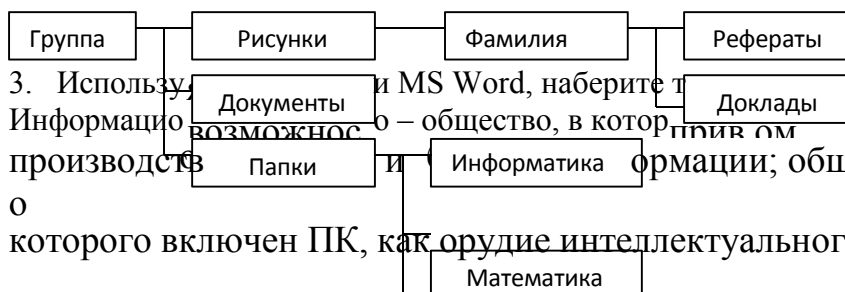 Группа Рисунки Фамилия Рефераты
3. Использу и MS Word, наберите т
Документы Доклады
Информацио возможнос о – общество, в котор прив ом
производств и ормации; общ
Папки Информатика
о
которого включен ПК, как орудие интеллектуальног
Математика